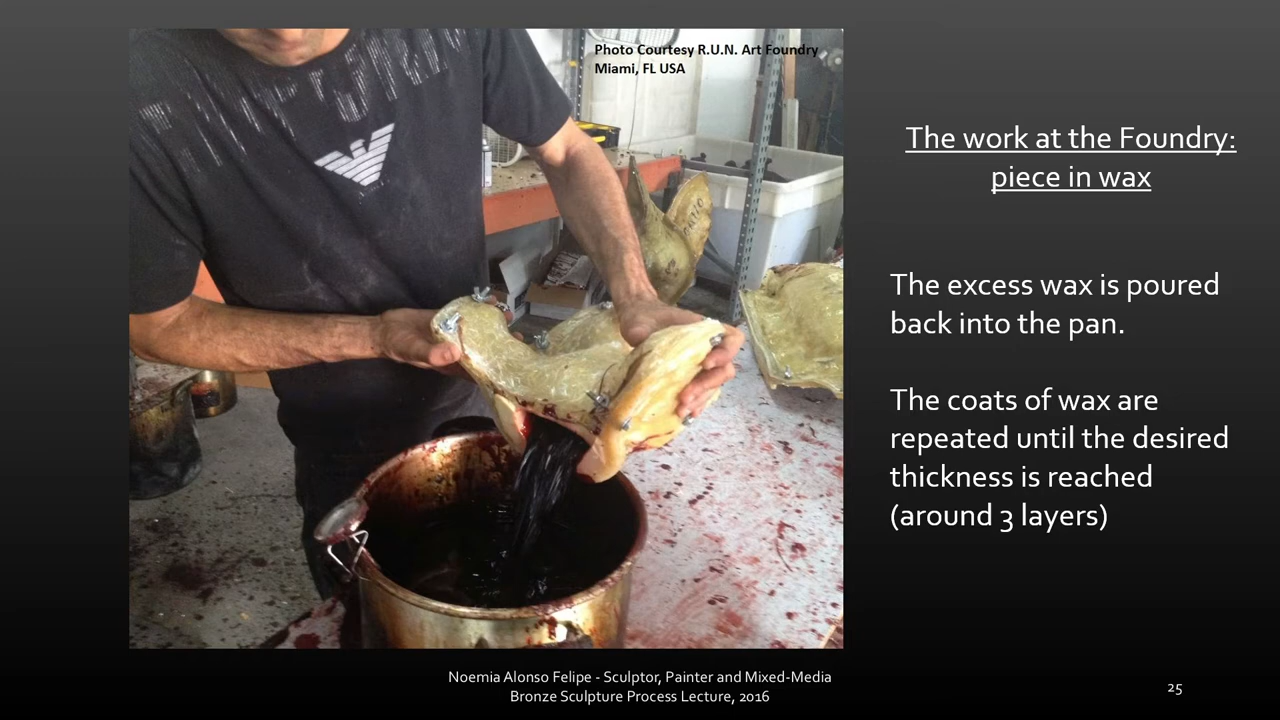 Photo Courtesy R.U.N. Art Foundry
Miami, FL USA
The work at the Foundry:
piece in wax
The excess wax is poured
back into the pan.
The coats of wax are
repeated until the desired
thickness is reached
(around 3 layers)
Noemia Alonso Felipe - Sculptor, Painter and Mixed-Media
Bronze Sculpture Process Lecture, 2016
25